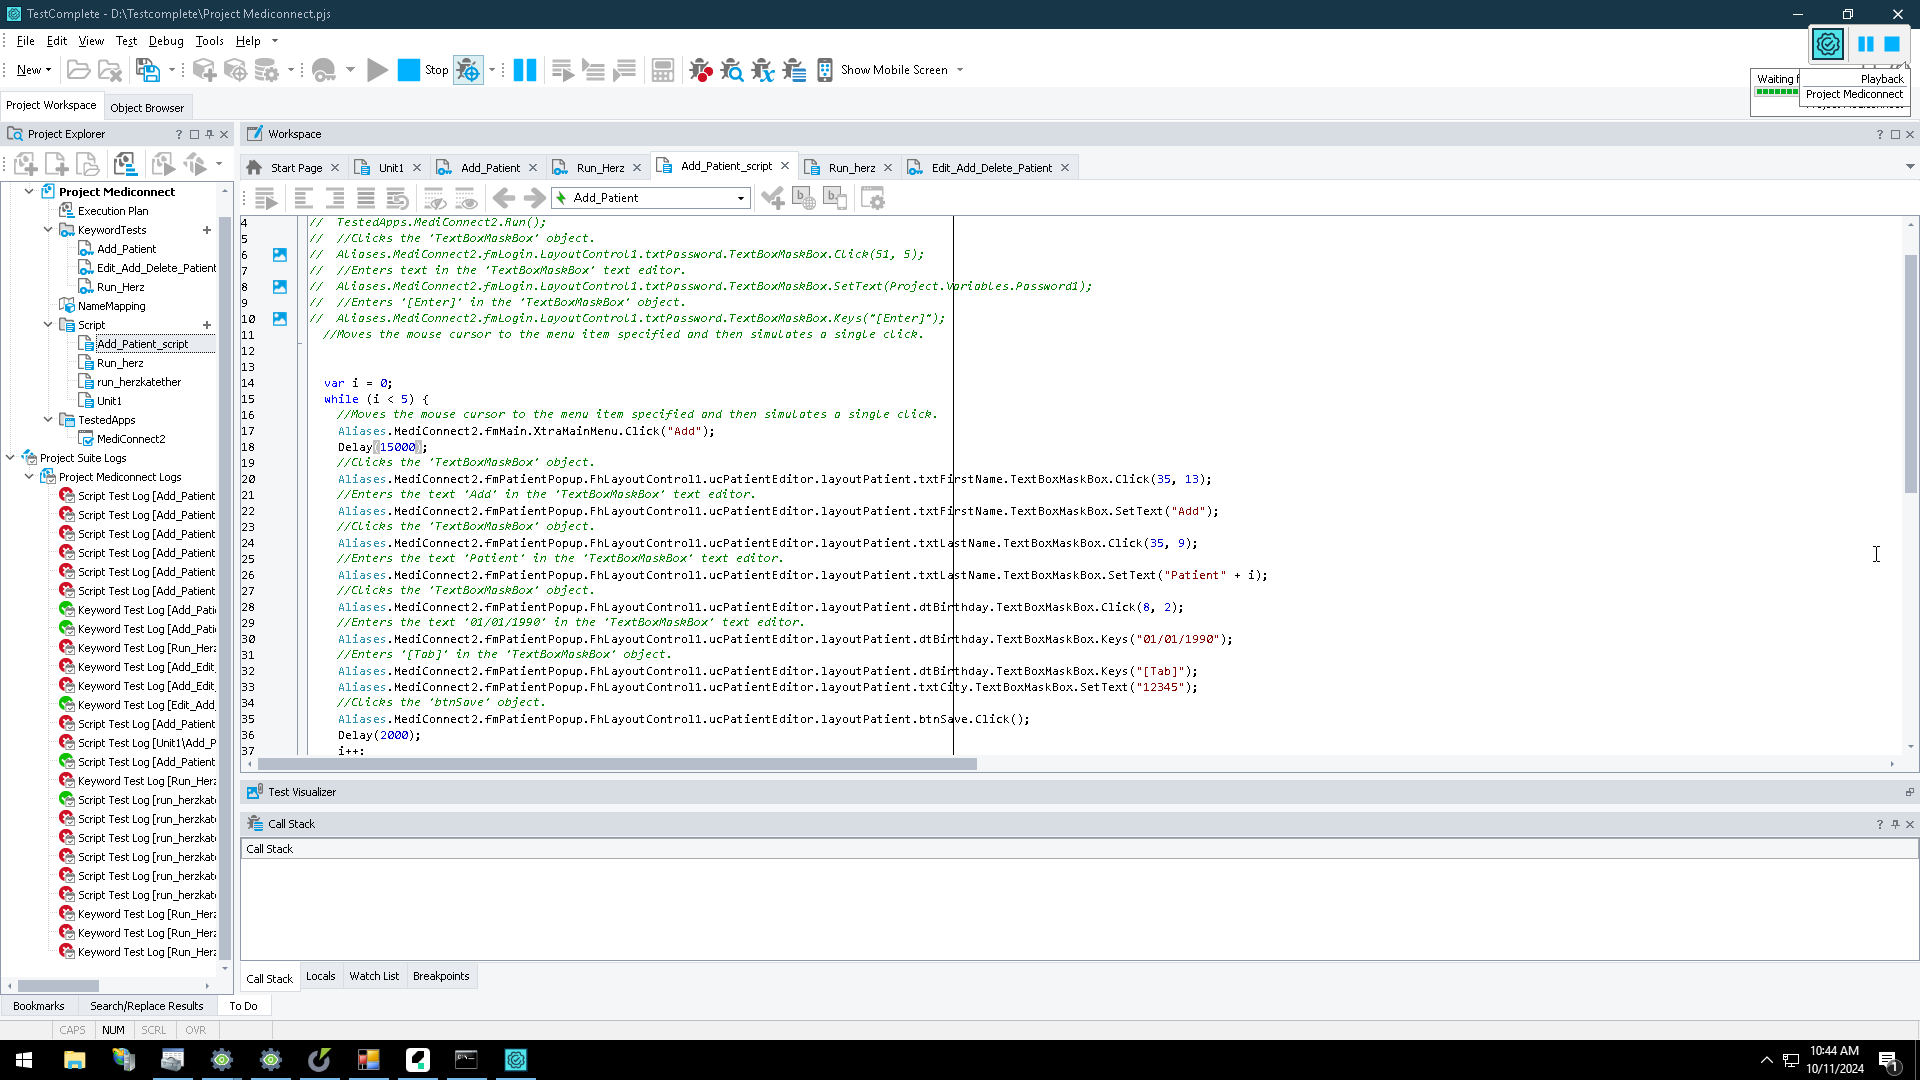 TestComplete - D:\Testcomplete\Project Mediconnect.pjs
File Edit View Test Debug Tools Help
New Stop Show Mobile Screen
Waiting f
Playback
Project Mediconnect
Project Workspace Object Browser
Project Explorer
Workspace
Start Page Unit1 Add_Patient Run_Herz Add_Patient_script Run_herz Edit_Add_Delete_Patient
Add_Patient
Project Mediconnect
Execution Plan
KeywordTests
Add_Patient
Edit_Add_Delete_Patient
Run_Herz
NameMapping
Script
Add_Patient_script
Run_herz
run_herzkatether
Unit1
TestedApps
MediConnect2
Project Suite Logs
Project Mediconnect Logs
Script Test Log [Add_Patient
Script Test Log [Add_Patient
Script Test Log [Add_Patient
Script Test Log [Add_Patient
Script Test Log [Add_Patient
Script Test Log [Add_Patient
Keyword Test Log [Add_Pati
Keyword Test Log [Add_Pati
Keyword Test Log [Run_Her
Keyword Test Log [Add_Edit_
Keyword Test Log [Add_Edit_
Keyword Test Log [Edit_Add_
Script Test Log [Add_Patient
Script Test Log [Unit1\Add_P
Script Test Log [Add_Patient
Keyword Test Log [Run_Herz
Script Test Log [run_herzkat
Script Test Log [run_herzkat
Script Test Log [run_herzkat
Script Test Log [run_herzkat
Script Test Log [run_herzkat
Script Test Log [run_herzkat
Keyword Test Log [Run_Herz
Keyword Test Log [Run_Herz
Keyword Test Log [Run_Herz
4 //  TestedApps.MediConnect2.Run();
5 //  //Clicks the 'TextBoxMaskBox' object.
6 //  Aliases.MediConnect2.fmLogin.LayoutControl1.txtPassword.TextBoxMaskBox.Click(51, 5);
7 //  //Enters text in the 'TextBoxMaskBox' text editor.
8 //  Aliases.MediConnect2.fmLogin.LayoutControl1.txtPassword.TextBoxMaskBox.SetText(Project.Variables.Password1);
9 //  //Enters '[Enter]' in the 'TextBoxMaskBox' object.
10 //  Aliases.MediConnect2.fmLogin.LayoutControl1.txtPassword.TextBoxMaskBox.Keys("[Enter]");
11 //Moves the mouse cursor to the menu item specified and then simulates a single click.
12
13
14 var i = 0;
15 while (i < 5) {
16 //Moves the mouse cursor to the menu item specified and then simulates a single click.
17 Aliases.MediConnect2.fmMain.XtraMainMenu.Click("Add");
18 Delay(15000);
19 //Clicks the 'TextBoxMaskBox' object.
20 Aliases.MediConnect2.fmPatientPopup.FhLayoutControl1.ucPatientEditor.layoutPatient.txtFirstName.TextBoxMaskBox.Click(35, 13);
21 //Enters the text 'Add' in the 'TextBoxMaskBox' text editor.
22 Aliases.MediConnect2.fmPatientPopup.FhLayoutControl1.ucPatientEditor.layoutPatient.txtFirstName.TextBoxMaskBox.SetText("Add");
23 //Clicks the 'TextBoxMaskBox' object.
24 Aliases.MediConnect2.fmPatientPopup.FhLayoutControl1.ucPatientEditor.layoutPatient.txtLastName.TextBoxMaskBox.Click(35, 9);
25 //Enters the text 'Patient' in the 'TextBoxMaskBox' text editor.
26 Aliases.MediConnect2.fmPatientPopup.FhLayoutControl1.ucPatientEditor.layoutPatient.txtLastName.TextBoxMaskBox.SetText("Patient" + i);
27 //Clicks the 'TextBoxMaskBox' object.
28 Aliases.MediConnect2.fmPatientPopup.FhLayoutControl1.ucPatientEditor.layoutPatient.dtBirthday.TextBoxMaskBox.Click(8, 2);
29 //Enters the text '01/01/1990' in the 'TextBoxMaskBox' text editor.
30 Aliases.MediConnect2.fmPatientPopup.FhLayoutControl1.ucPatientEditor.layoutPatient.dtBirthday.TextBoxMaskBox.Keys("01/01/1990");
31 //Enters '[Tab]' in the 'TextBoxMaskBox' object.
32 Aliases.MediConnect2.fmPatientPopup.FhLayoutControl1.ucPatientEditor.layoutPatient.dtBirthday.TextBoxMaskBox.Keys("[Tab]");
33 Aliases.MediConnect2.fmPatientPopup.FhLayoutControl1.ucPatientEditor.layoutPatient.txtCity.TextBoxMaskBox.SetText("12345");
34 //Clicks the 'btnSave' object.
35 Aliases.MediConnect2.fmPatientPopup.FhLayoutControl1.ucPatientEditor.layoutPatient.btnSave.Click();
36 Delay(2000);
37 i++;
Test Visualizer
Call Stack
Call Stack
Call Stack Locals Watch List Breakpoints
Bookmarks Search/Replace Results To Do
CAPS NUM SCRL OVR
10:44 AM
10/11/2024
1